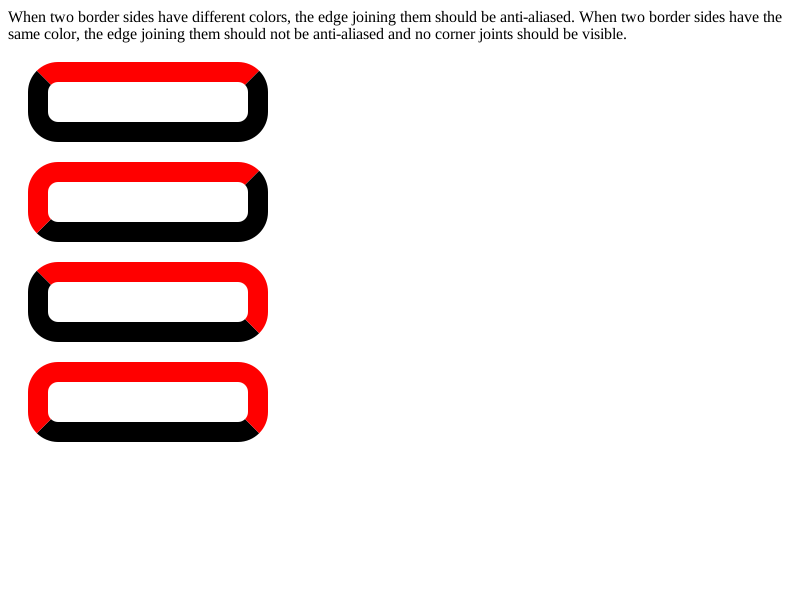 When two border sides have different colors, the edge joining them should be anti-aliased. When two border sides have the
same color, the edge joining them should not be anti-aliased and no corner joints should be visible.